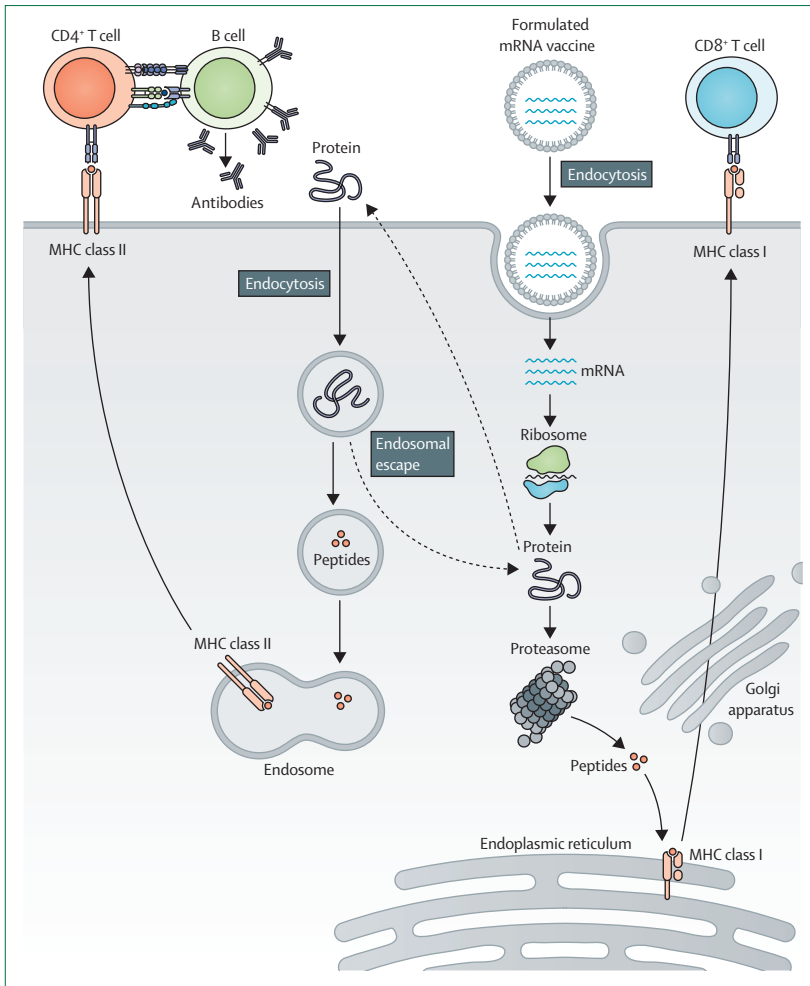 CD4⁺ T cell
B cell
Formulated
mRNA vaccine
CD8⁺ T cell
Endocytosis
Protein
Antibodies
MHC class II
MHC class I
Endocytosis
mRNA
Ribosome
Endosomal
escape
Peptides
Protein
MHC class II
Proteasome
Golgi
apparatus
Endosome
Peptides
Endoplasmic reticulum
MHC class I